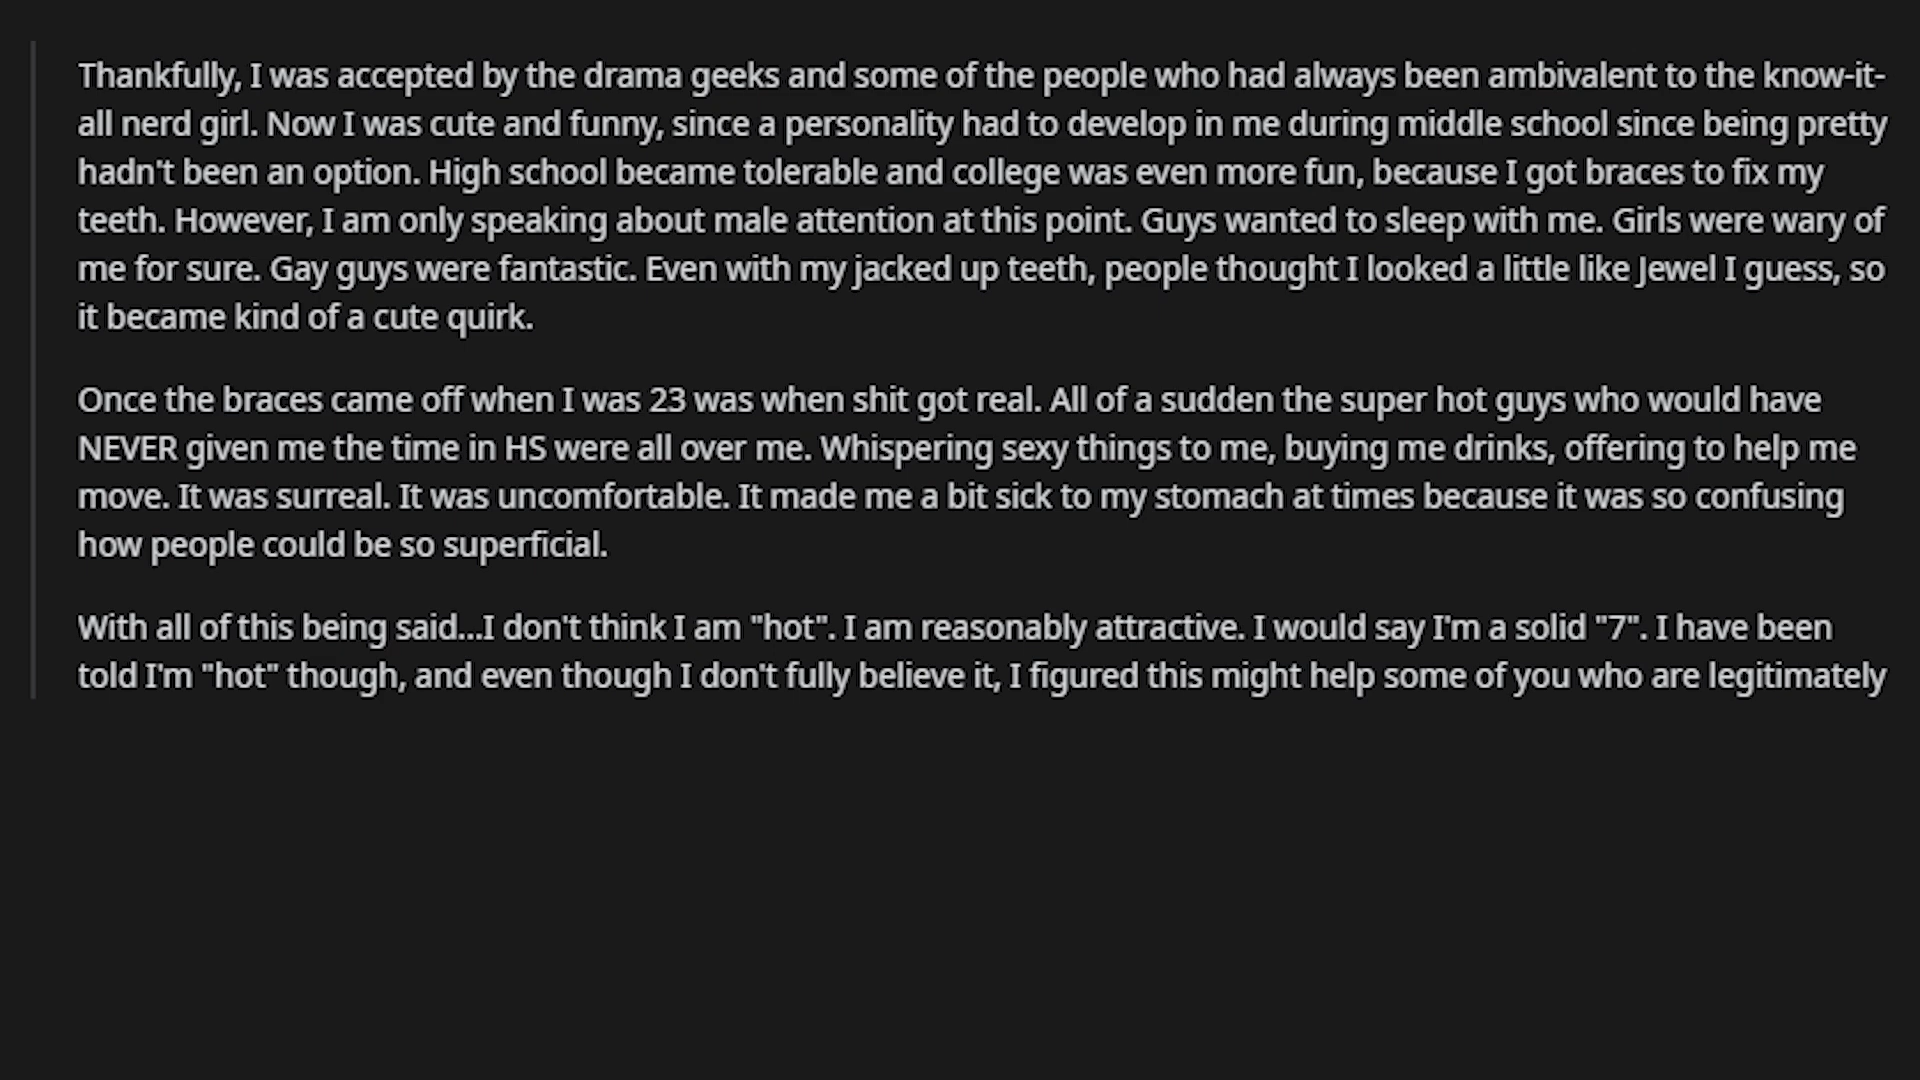 Thankfully, I was accepted by the drama geeks and some of the people who had always been ambivalent to the know-it-
all nerd girl. Now I was cute and funny, since a personality had to develop in me during middle school since being pretty
hadn't been an option. High school became tolerable and college was even more fun, because I got braces to fix my
teeth. However, I am only speaking about male attention at this point. Guys wanted to sleep with me. Girls were wary of
me for sure. Gay guys were fantastic. Even with my jacked up teeth, people thought I looked a little like Jewel I guess, so
it became kind of a cute quirk.
Once the braces came off when I was 23 was when shit got real. All of a sudden the super hot guys who would have
NEVER given me the time in HS were all over me. Whispering sexy things to me, buying me drinks, offering to help me
move. It was surreal. It was uncomfortable. It made me a bit sick to my stomach at times because it was so confusing
how people could be so superficial.
With all of this being said...I don't think I am "hot". I am reasonably attractive. I would say I'm a solid "7". I have been
told I'm "hot" though, and even though I don't fully believe it, I figured this might help some of you who are legitimately